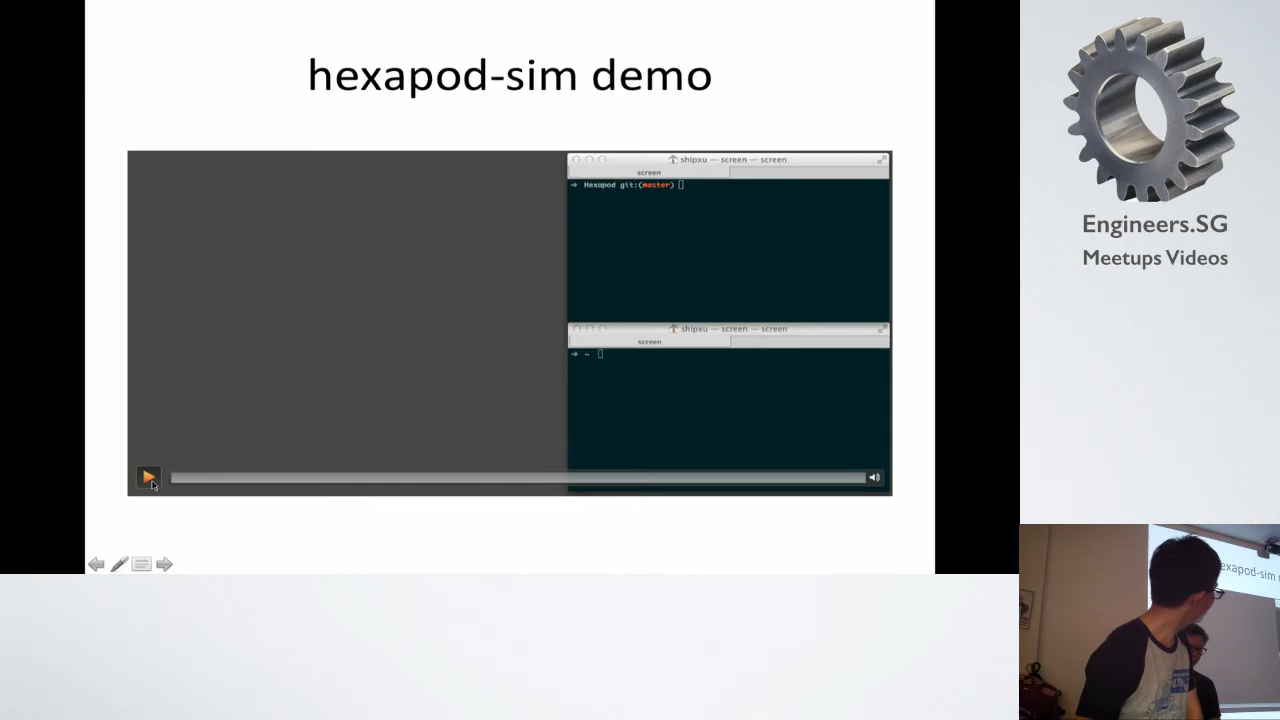 hexapod-sim demo
shipxu — screen — screen
screen
Hexapod git:(master)
shipxu — screen — screen
screen
~
Engineers.SG
Meetups Videos
exapod-sim